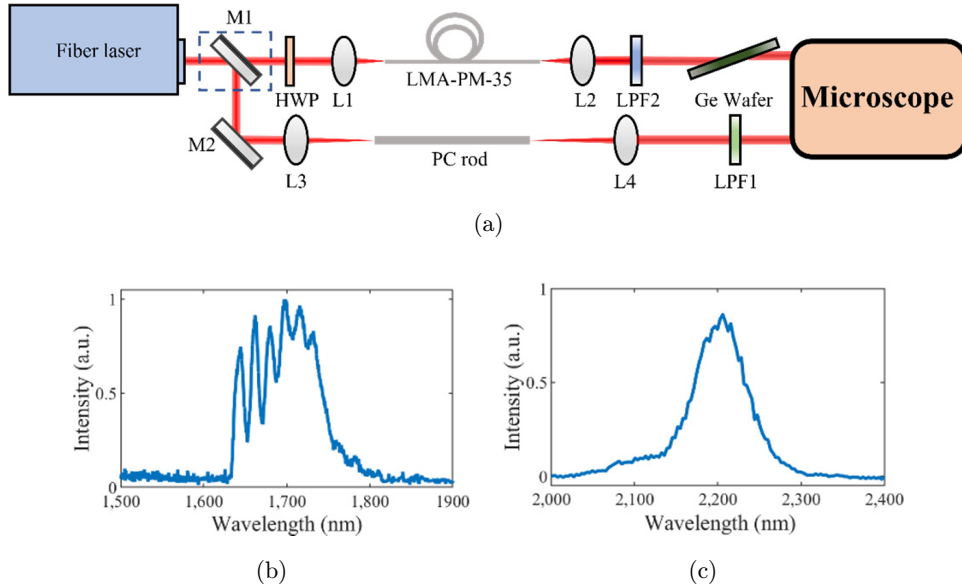 Fiber laser
M1
HWP
L1
LMA-PM-35
L2
LPF2
Ge Wafer
Microscope
M2
L3
PC rod
L4
LPF1
(a)
Intensity (a.u.)
1
0.5
0
1,500 1,600 1,700 1,800 1900
Wavelength (nm)
(b)
Intensity (a.u.)
1
0.5
0
2,000 2,100 2,200 2,300 2,400
Wavelength (nm)
(c)